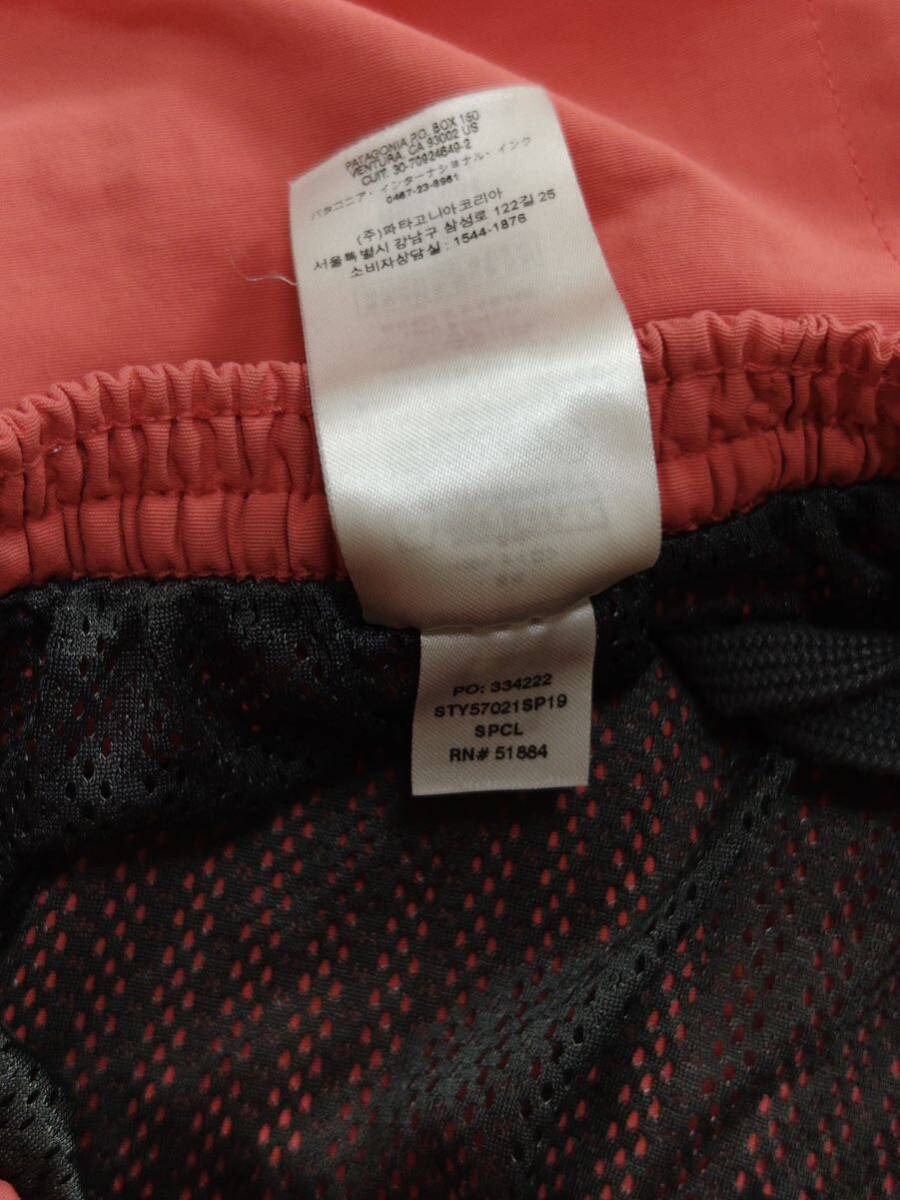 PATAGONIA P.O. BOX 150
VENTURA, CA 93002 US
CUIT: 30-70924649-2
パタゴニア・インターナショナル・インク
0467-23-8961
(주)파타고니아코리아
서울특별시 강남구 삼성로 122길 25
소비자상담실 : 1544-1876
PO: 334222
STY57021SP19
SPCL
RN# 51884